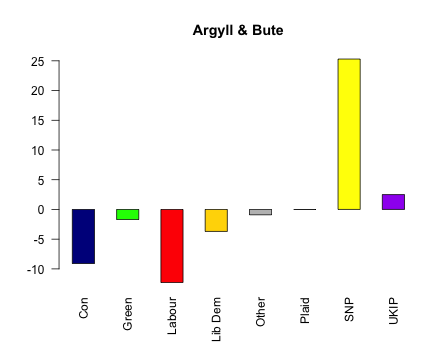 Argyll & Bute
25
20
15
10
5
0
-5
-10
Con
Green
Labour
Lib Dem
Other
Plaid
SNP
UKIP